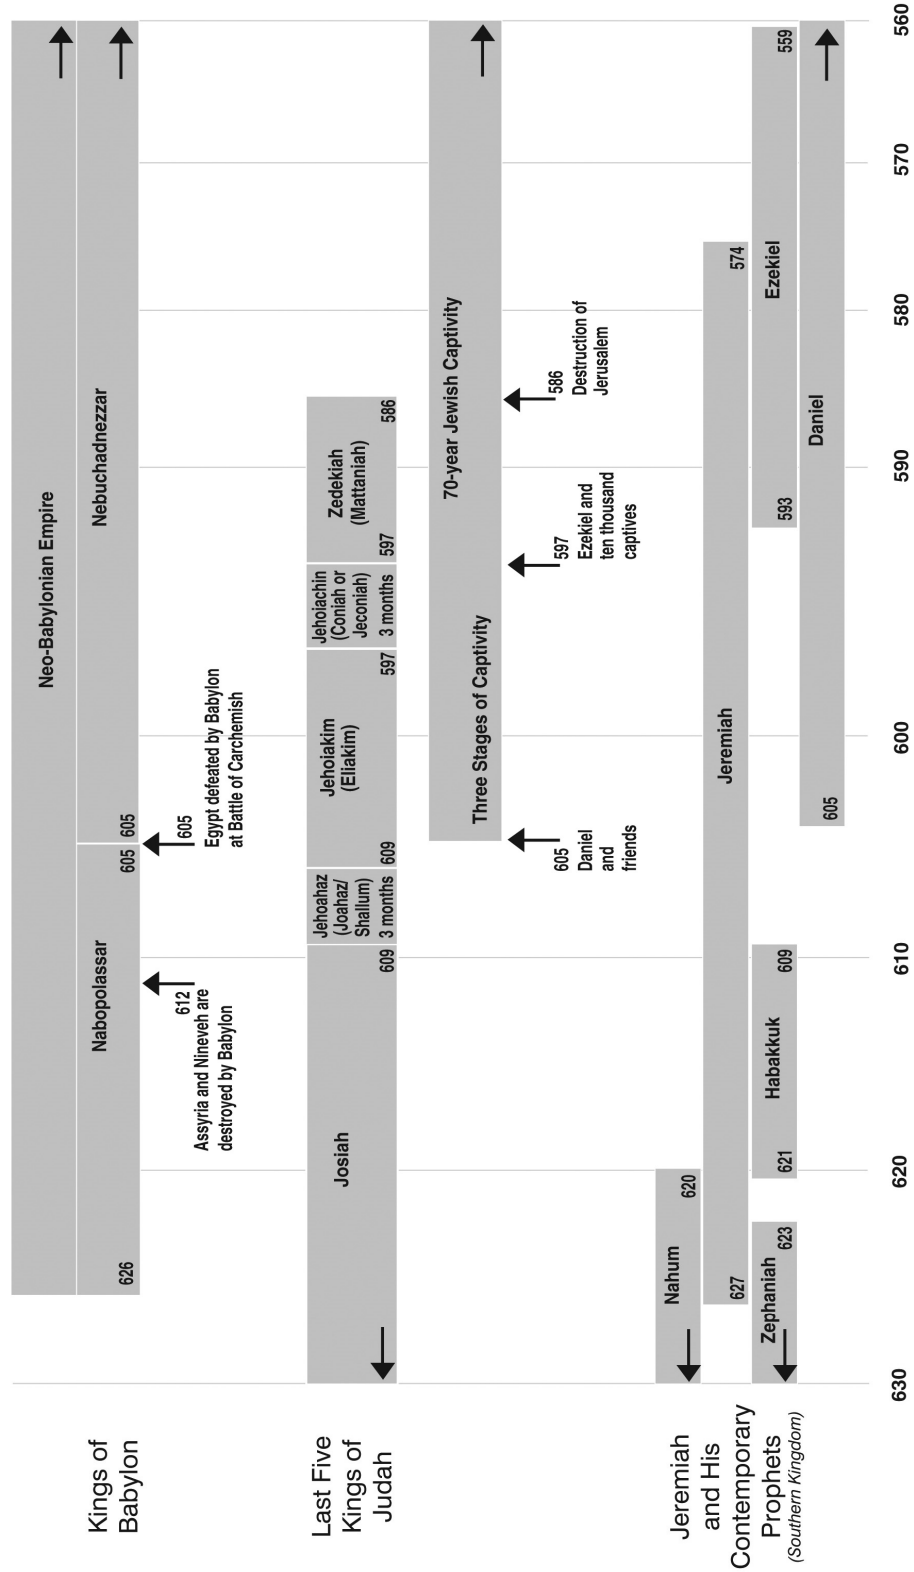 Kings of
Babylon
Neo-Babylonian Empire
626
Nabopolassar
605
605
Nebuchadnezzar
612
Assyria and Nineveh are
destroyed by Babylon
605
Egypt defeated by Babylon
at Battle of Carchemish
Last Five
Kings of
Judah
Josiah
609
Jehoahaz
(Joahaz/
Shallum)
3 months
609
Jehoiakim
(Eliakim)
597
Jehoiachin
(Coniah or
Jeconiah)
3 months
597
Zedekiah
(Mattaniah)
586
70-year Jewish Captivity
Three Stages of Captivity
605
Daniel
and
friends
597
Ezekiel and
ten thousand
captives
586
Destruction of
Jerusalem
Jeremiah
and His
Contemporary
Prophets
(Southern Kingdom)
Nahum
620
627
Jeremiah
574
Zephaniah
623
621
Habakkuk
609
593
Ezekiel
559
605
Daniel
630
620
610
600
590
580
570
560